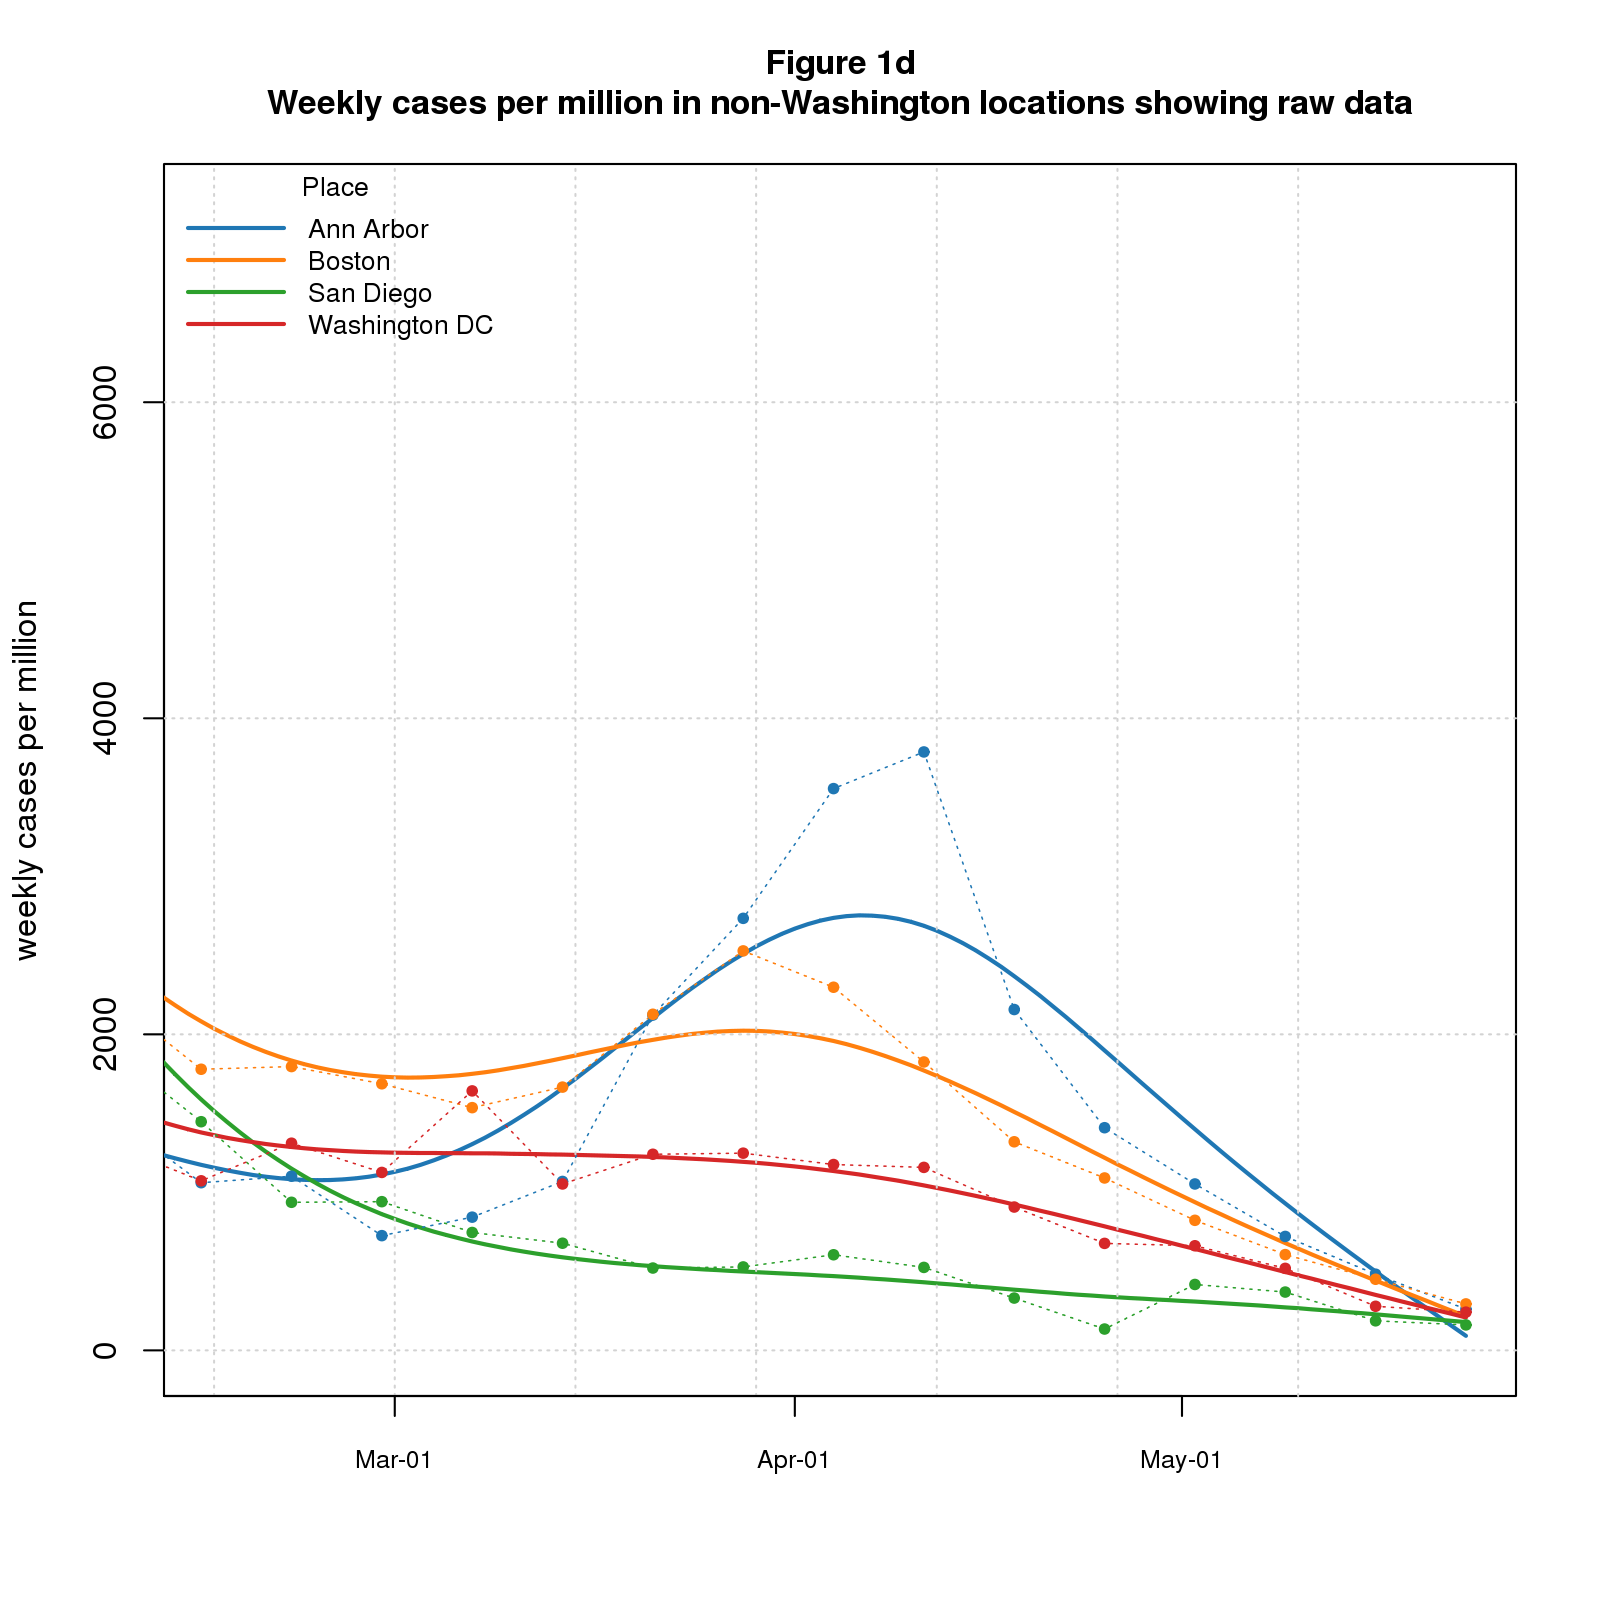 Figure 1d
Weekly cases per million in non-Washington locations showing raw data
Place
Ann Arbor
Boston
San Diego
Washington DC
6000
4000
2000
0
weekly cases per million
Mar-01
Apr-01
May-01